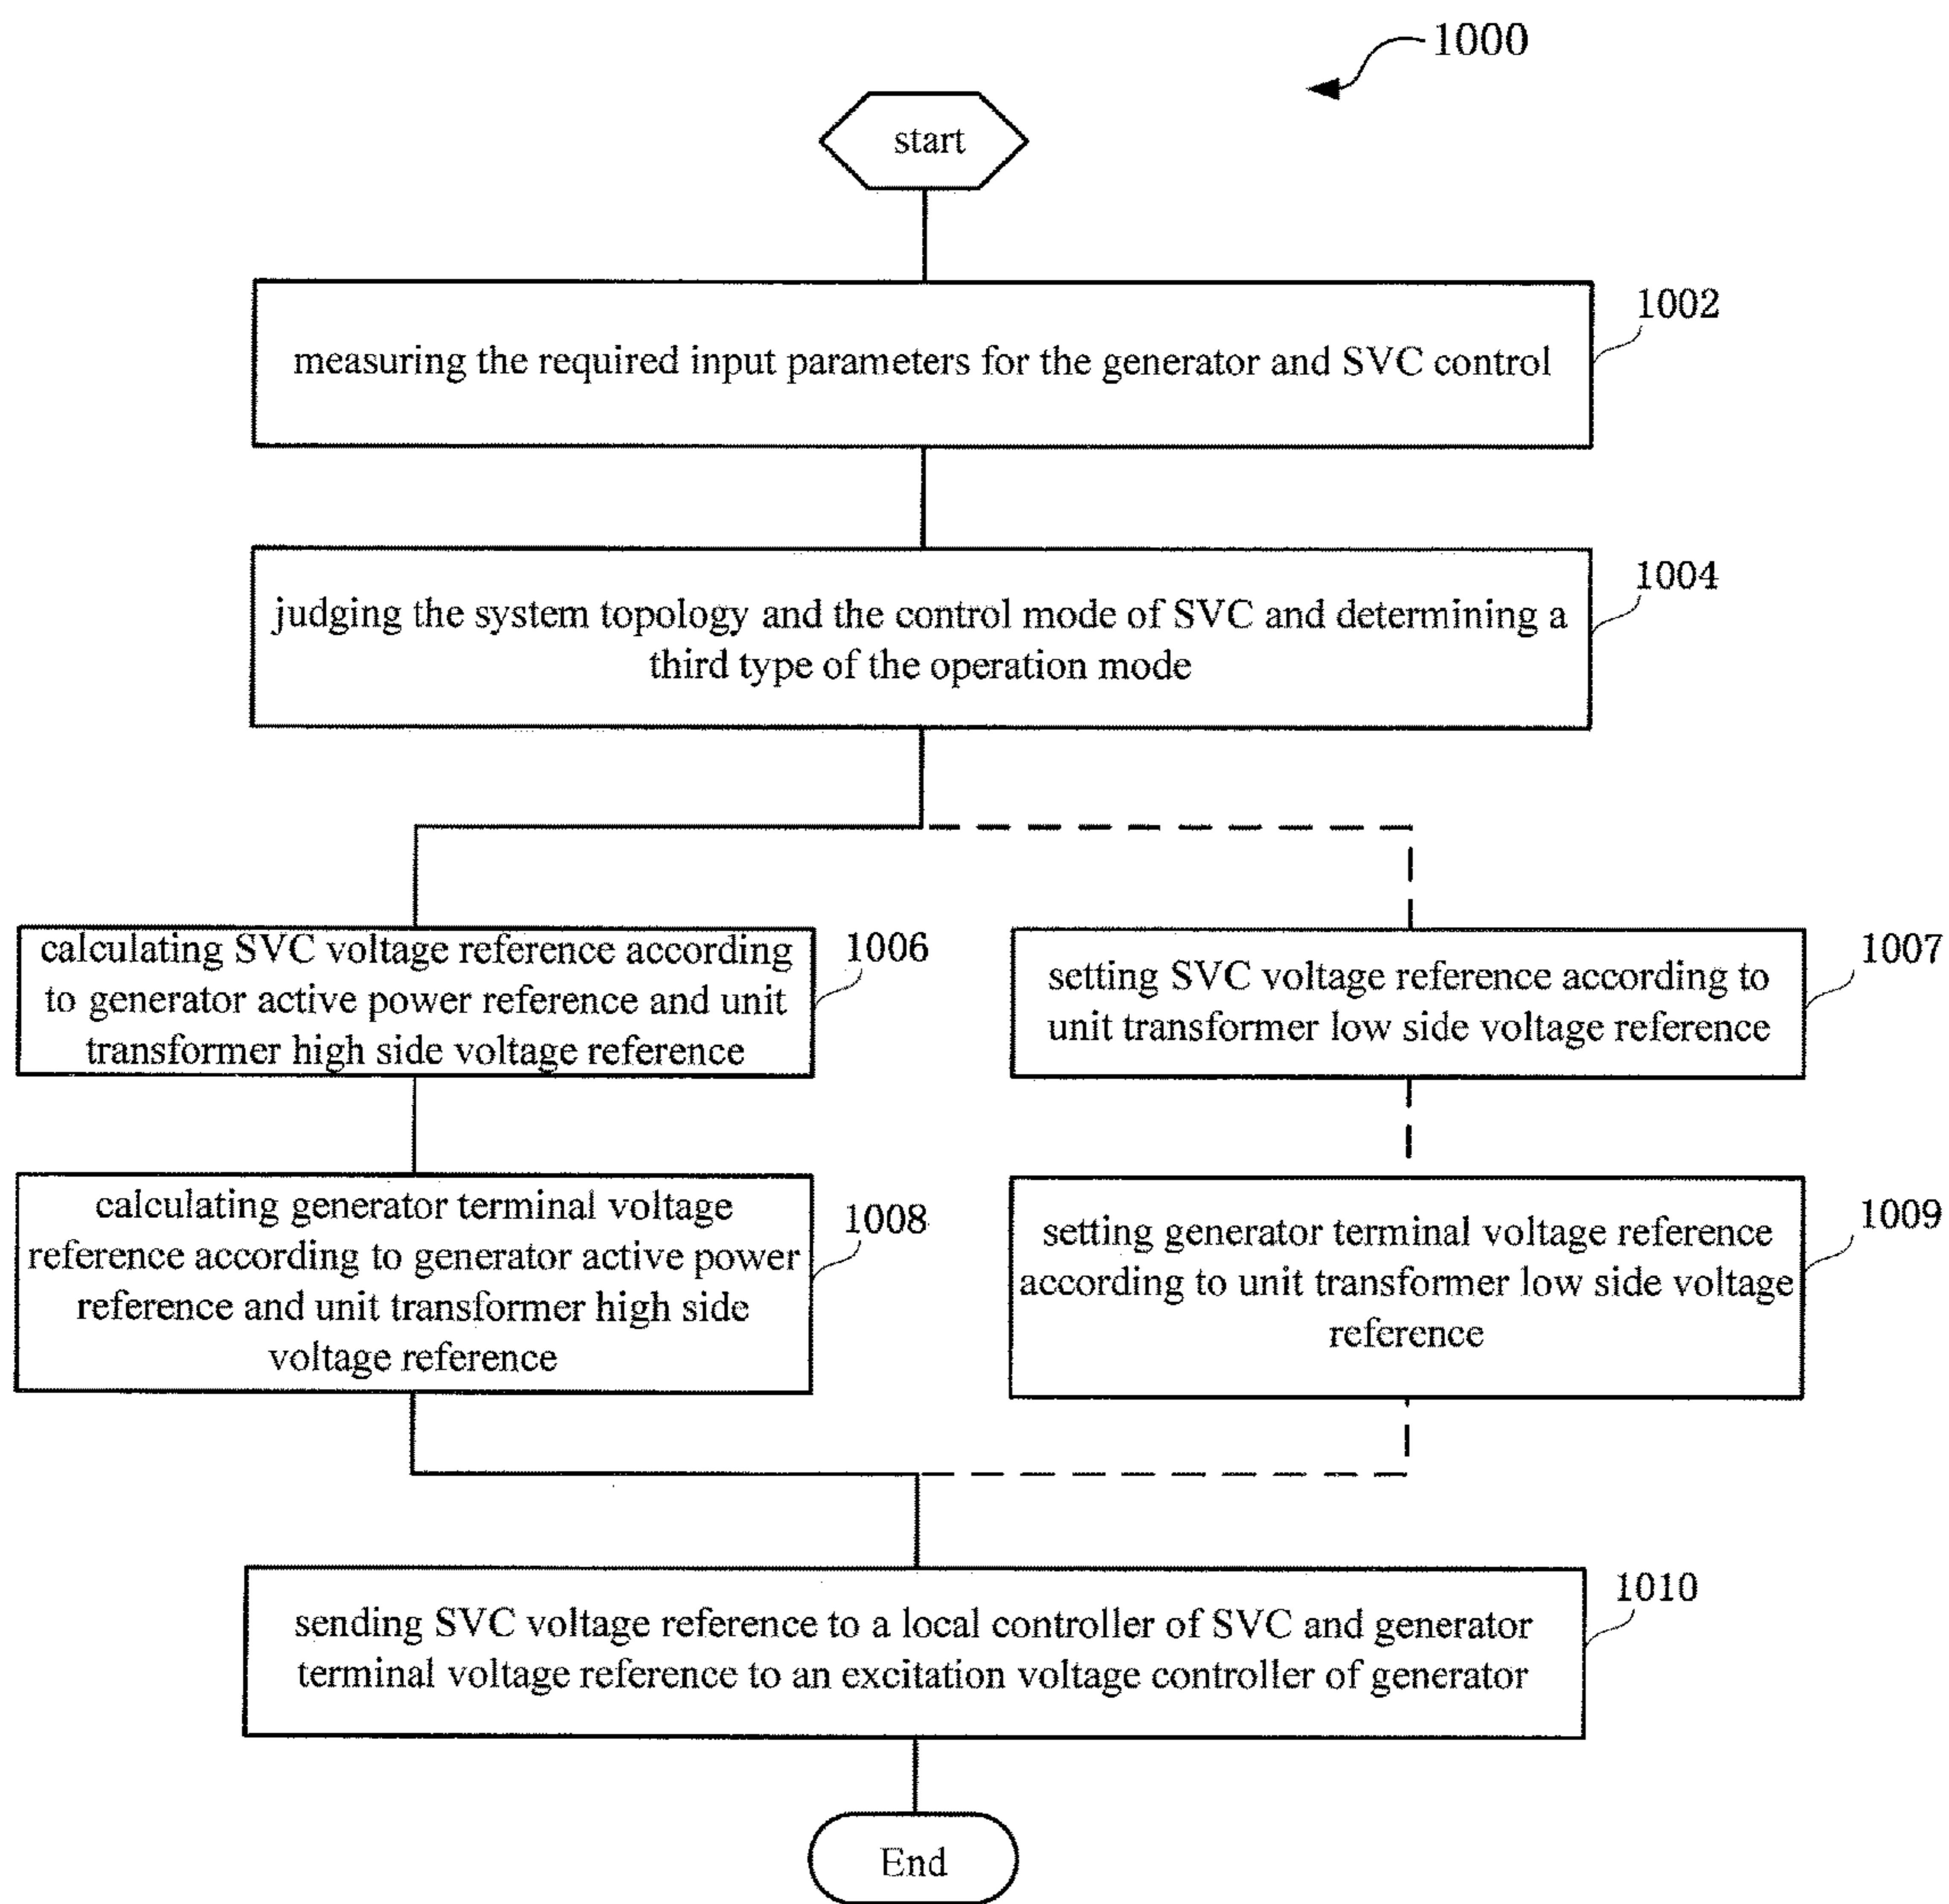 1000
start
1002
measuring the required input parameters for the generator and SVC control
1004
judging the system topology and the control mode of SVC and determining a
third type of the operation mode
calculating SVC voltage reference according
to generator active power reference and unit
transformer high side voltage reference
1006
setting SVC voltage reference according to
unit transformer low side voltage reference
1007
calculating generator terminal voltage
reference according to generator active power
reference and unit transformer high side
voltage reference
1008
setting generator terminal voltage reference
according to unit transformer low side voltage
reference
1009
sending SVC voltage reference to a local controller of SVC and generator
terminal voltage reference to an excitation voltage controller of generator
1010
End